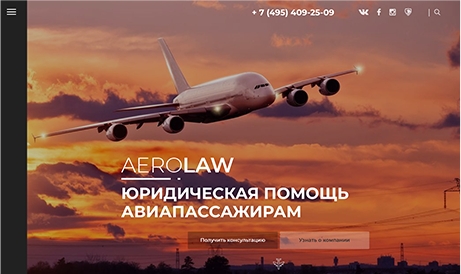 + 7 (495) 409-25-09
AEROLAW
ЮРИДИЧЕСКАЯ ПОМОЩЬ
АВИАПАССАЖИРАМ
Получить консультацию
Узнать о компании